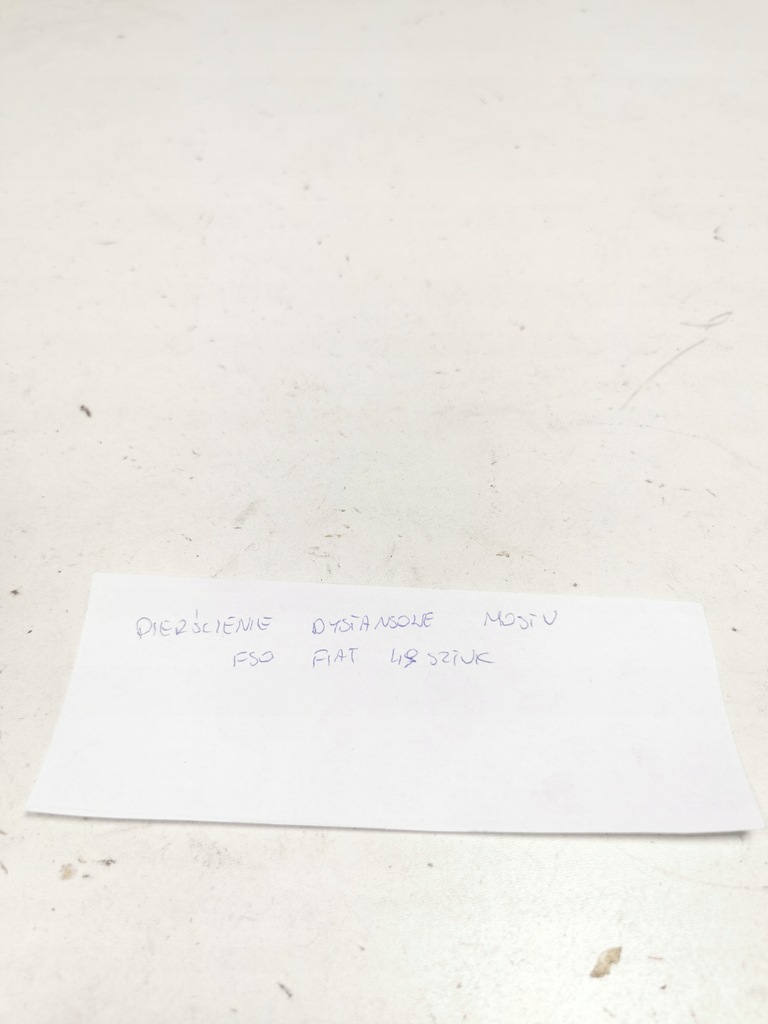 PIERŚCIENIE DYSTANSOWE MOSTU
FSO FIAT 48 SZTUK